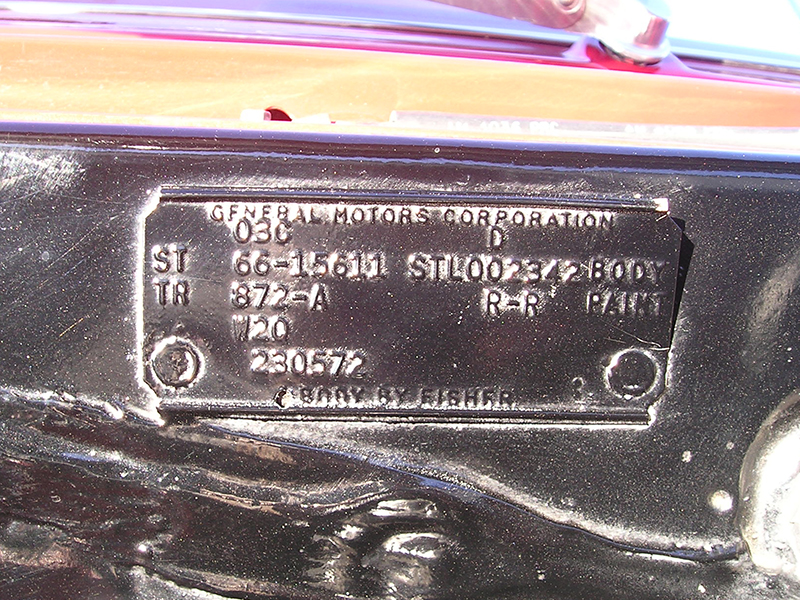 GENERAL MOTORS CORPORATION
03C D
ST 66-15611 STL002342 BODY
TR 872-A R-R PAINT
W20
230572
BODY BY FISHER